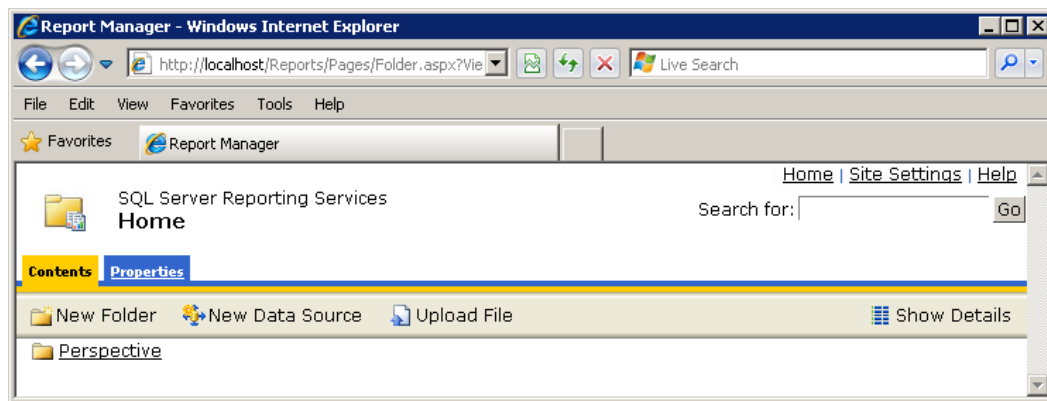 Report Manager - Windows Internet Explorer
http://localhost/Reports/Pages/Folder.aspx?Vie
Live Search
File Edit View Favorites Tools Help
Favorites
Report Manager
Home | Site Settings | Help
SQL Server Reporting Services
Home
Search for:
Go
Contents
Properties
New Folder
New Data Source
Upload File
Show Details
Perspective